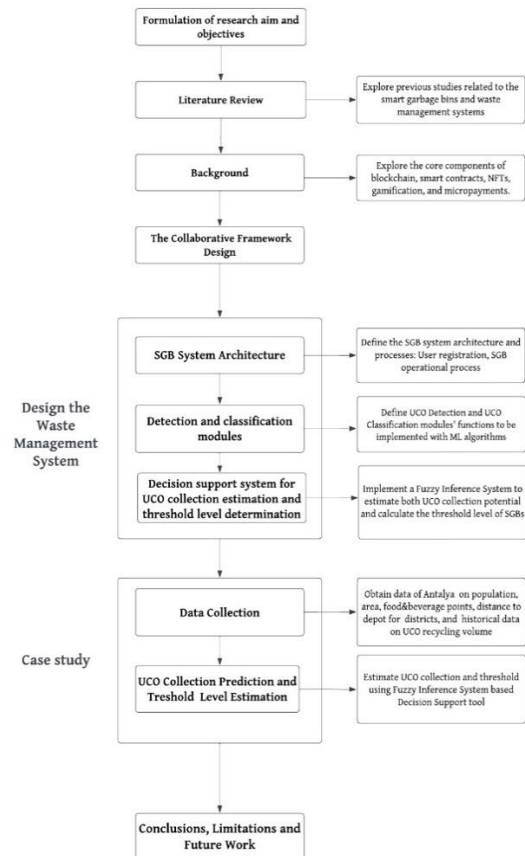 Formulation of research aim and
objectives
Literature Review
Explore previous studies related to the
smart garbage bins and waste
management systems
Background
Explore the core components of
blockchain, smart contracts, NFTs,
gamification, and micropayments.
The Collaborative Framework
Design
Design the
Waste
Management
System
SGB System Architecture
Define the SGB system architecture and
processes: User registration, SGB
operational process
Detection and classification
modules
Define UCO Detection and UCO
Classification modules' functions to be
implemented with ML algorithms
Decision support system for
UCO collection estimation and
threshold level determination
Implement a Fuzzy Inference System to
estimate both UCO collection potential
and calculate the threshold level of SGBs
Case study
Data Collection
Obtain data of Antalya on population,
area, food&beverage points, distance to
depot for districts, and historical data
on UCO recycling volume
UCO Collection Prediction and
Treshold Level Estimation
Estimate UCO collection and threshold
using Fuzzy Inference System based
Decision Support tool
Conclusions, Limitations and
Future Work